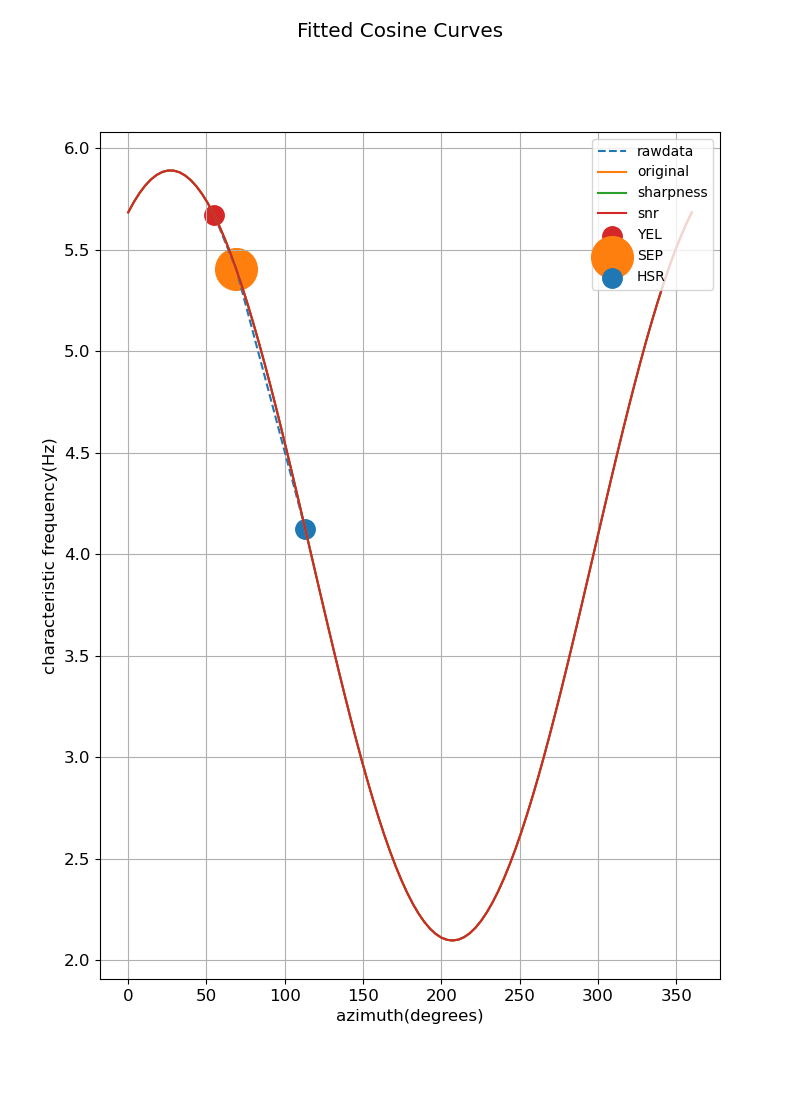 Fitted Cosine Curves
6.0
5.5
5.0
4.5
4.0
3.5
3.0
2.5
2.0
characteristic frequency(Hz)
rawdata
original
sharpness
snr
YEL
SEP
HSR
0 50 100 150 200 250 300 350
azimuth(degrees)